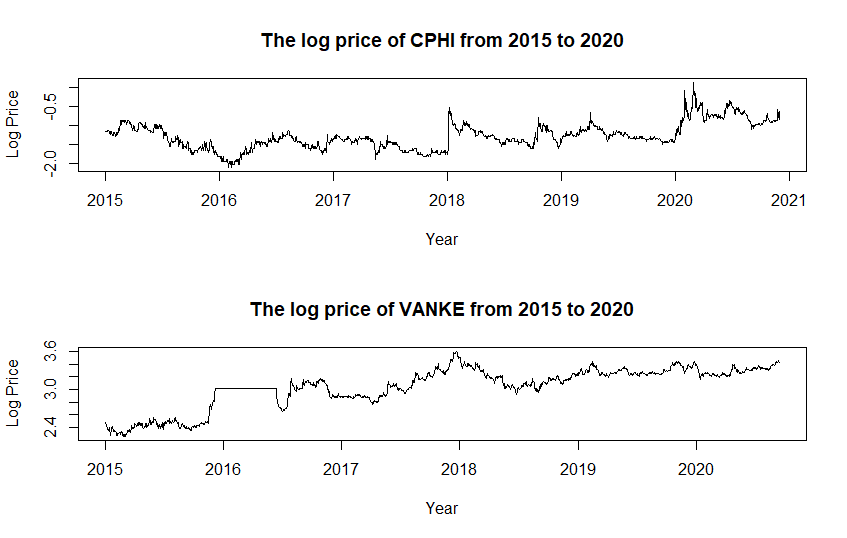 The log price of CPHI from 2015 to 2020
Log Price
-0.5
-2.0
2015 2016 2017 2018 2019 2020 2021
Year
The log price of VANKE from 2015 to 2020
Log Price
3.6
3.0
2.4
2015 2016 2017 2018 2019 2020
Year